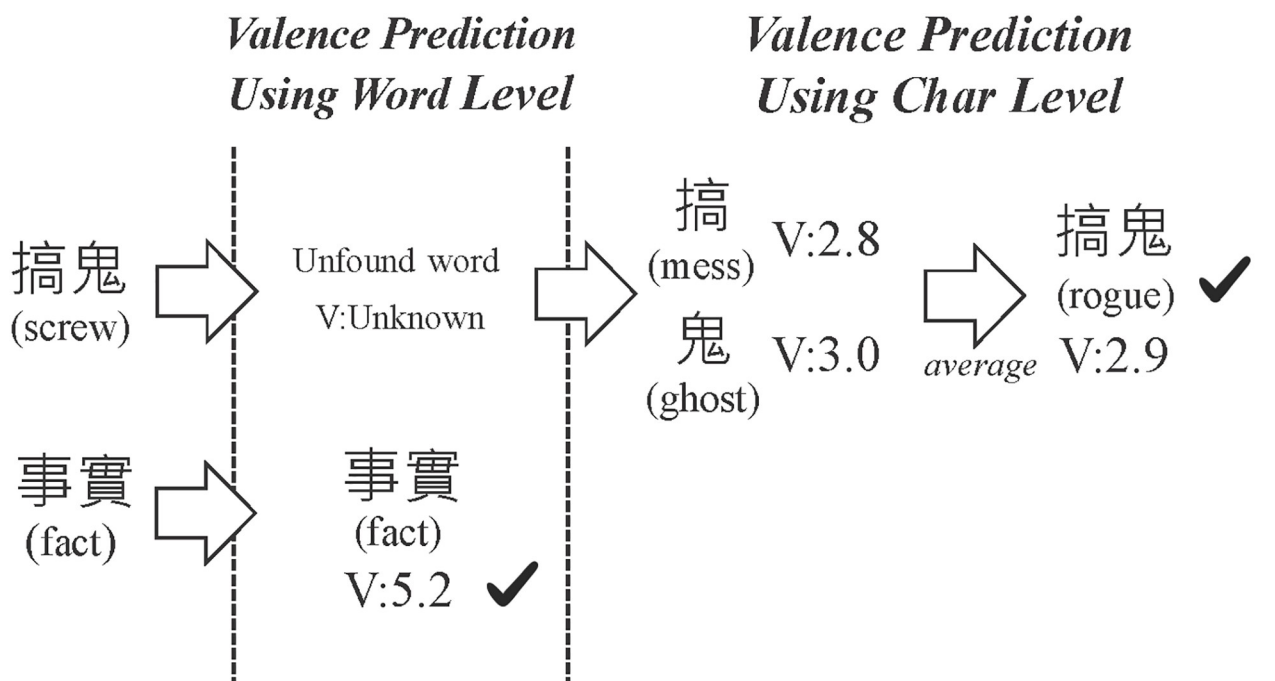 Valence Prediction
Using Word Level
Valence Prediction
Using Char Level
搞鬼
(screw)
Unfound word
V:Unknown
搞
(mess)
V:2.8
鬼
(ghost)
V:3.0
average
搞鬼
(rogue)
V:2.9
事實
(fact)
事實
(fact)
V:5.2